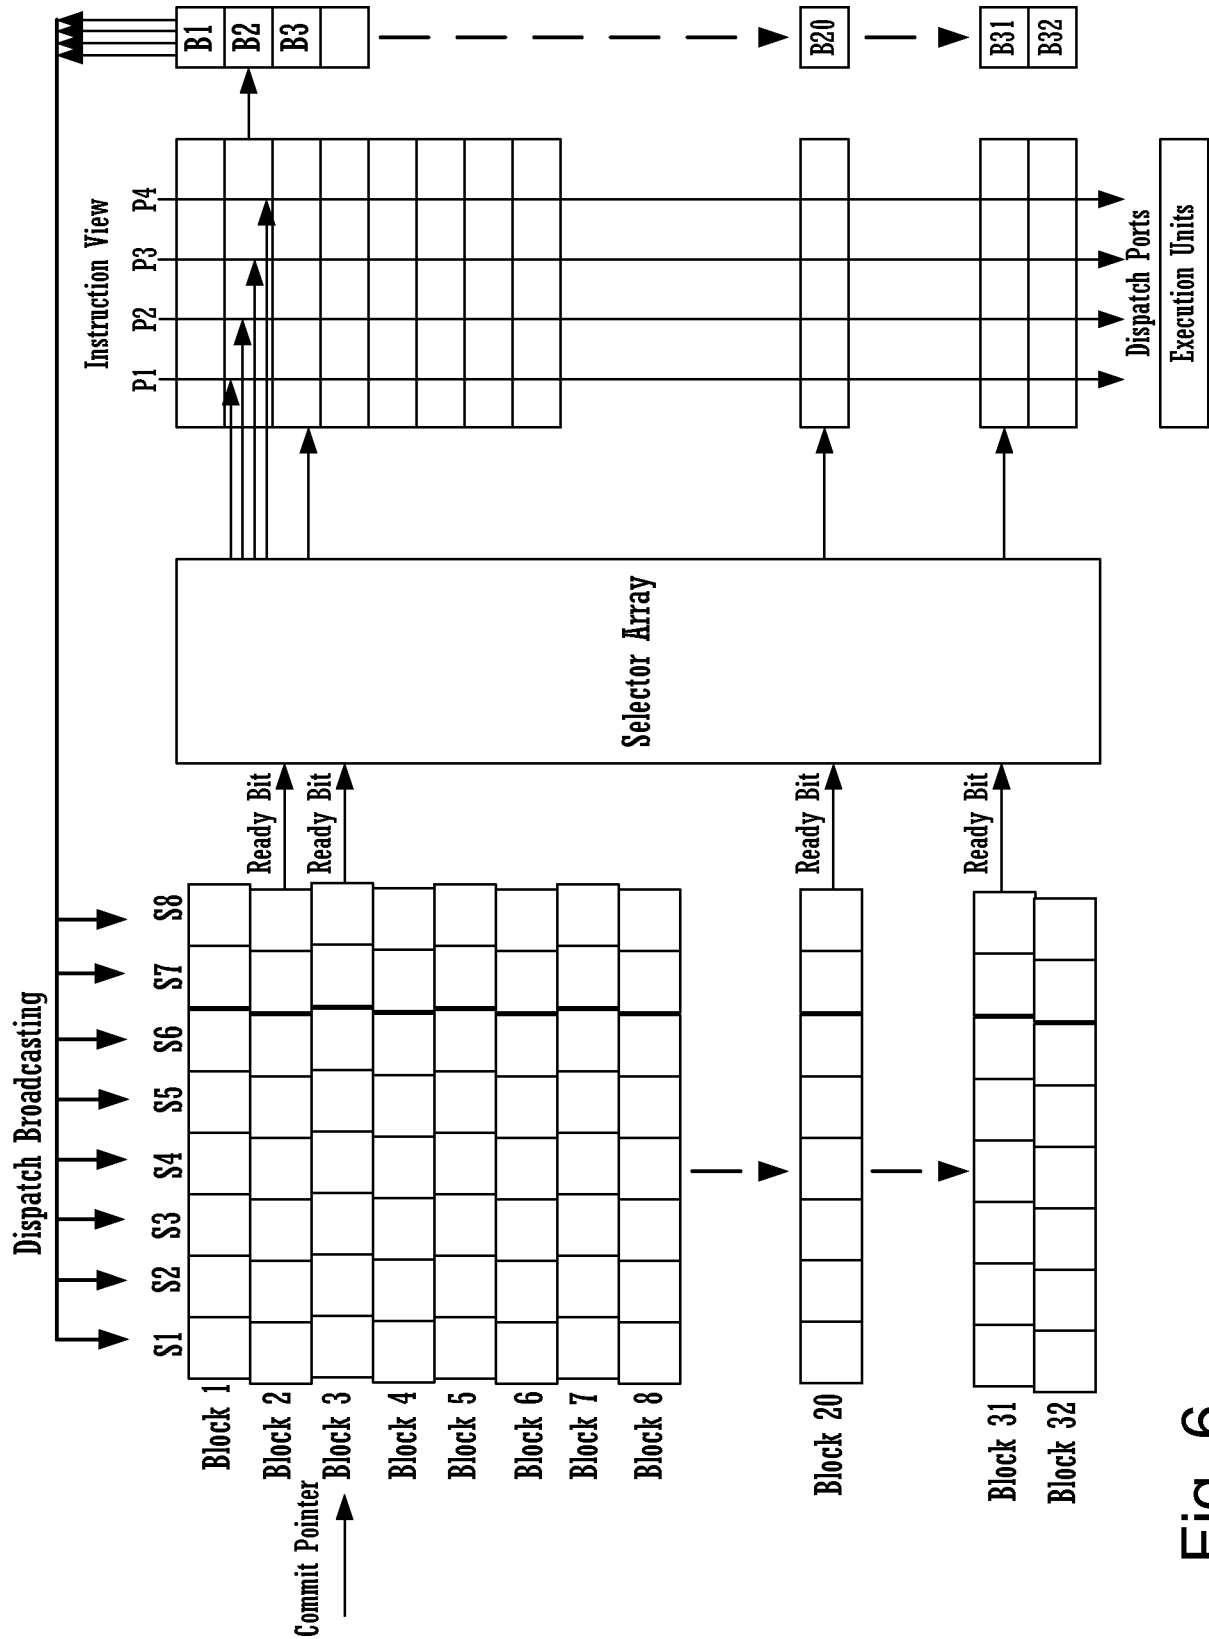 Dispatch Broadcasting
S1
S2
S3
S4
S5
S6
S7
S8
Block 1
Block 2
Block 3
Block 4
Block 5
Block 6
Block 7
Block 8
Block 20
Block 31
Block 32
Commit Pointer
Ready Bit
Ready Bit
Ready Bit
Ready Bit
Selector Array
Instruction View
P1
P2
P3
P4
B1
B2
B3
B20
B31
B32
Dispatch Ports
Execution Units
Fig. 6